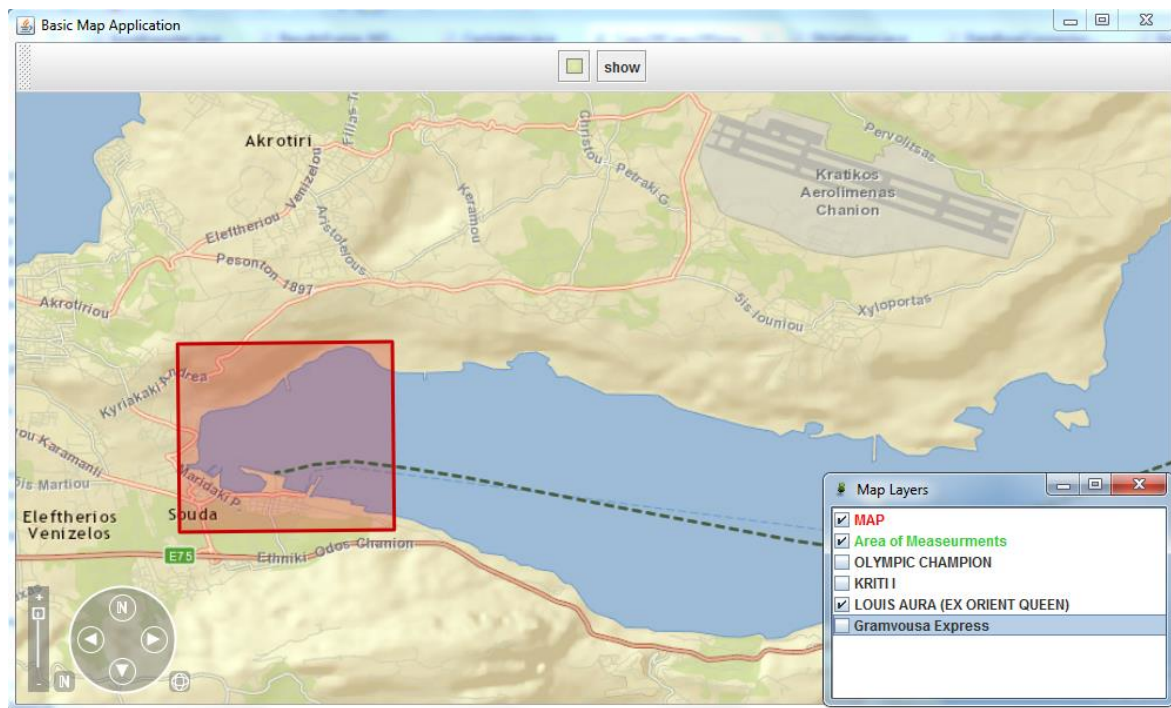 Basic Map Application
show
Akrotiri
Filias
Christou
Petraki G.
Pervolitsas
Kratikos
Aerolimenas
Chanion
Eleftheriou Venizelou
Aristotelous
Keramou
Pesonton 1897
Akrotiriou
5is Iouniou
Xyloportas
Kyriakaki
ndrea
ou Karamanli
5is Martiou
Maridaki P.
Souda
Eleftherios
Venizelos
E75
Ethniki Odos Chanion
N
N
Map Layers
MAP
Area of Measeurments
OLYMPIC CHAMPION
KRITI I
LOUIS AURA (EX ORIENT QUEEN)
Gramvousa Express